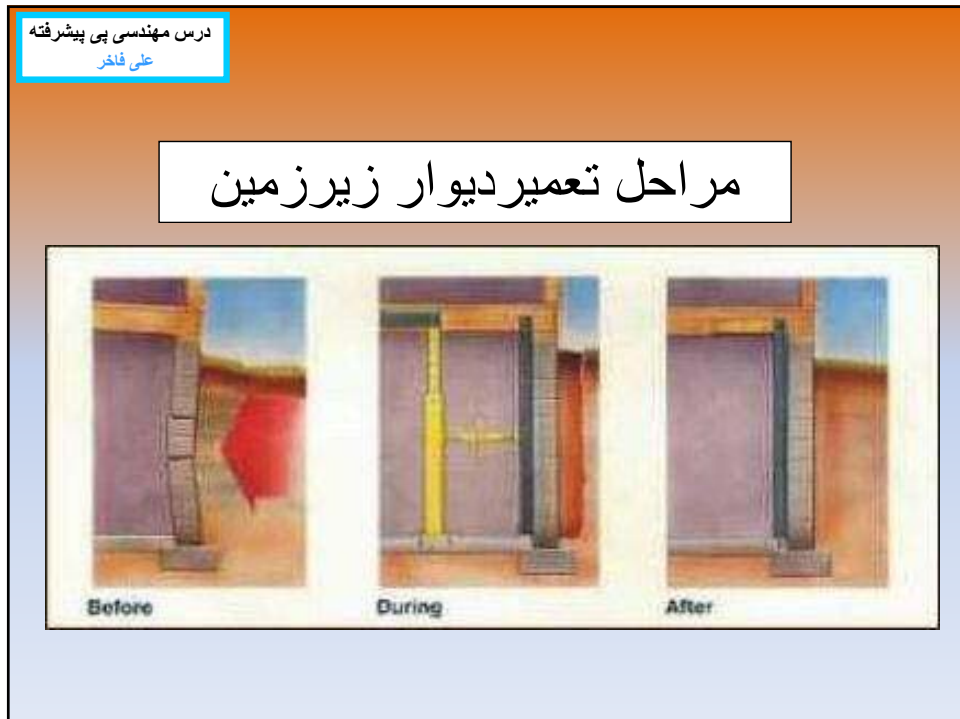 درس مهندسی پی پیشرفته
علی فاخر
مراحل تعمیردیوار زیرزمین
Before
During
After